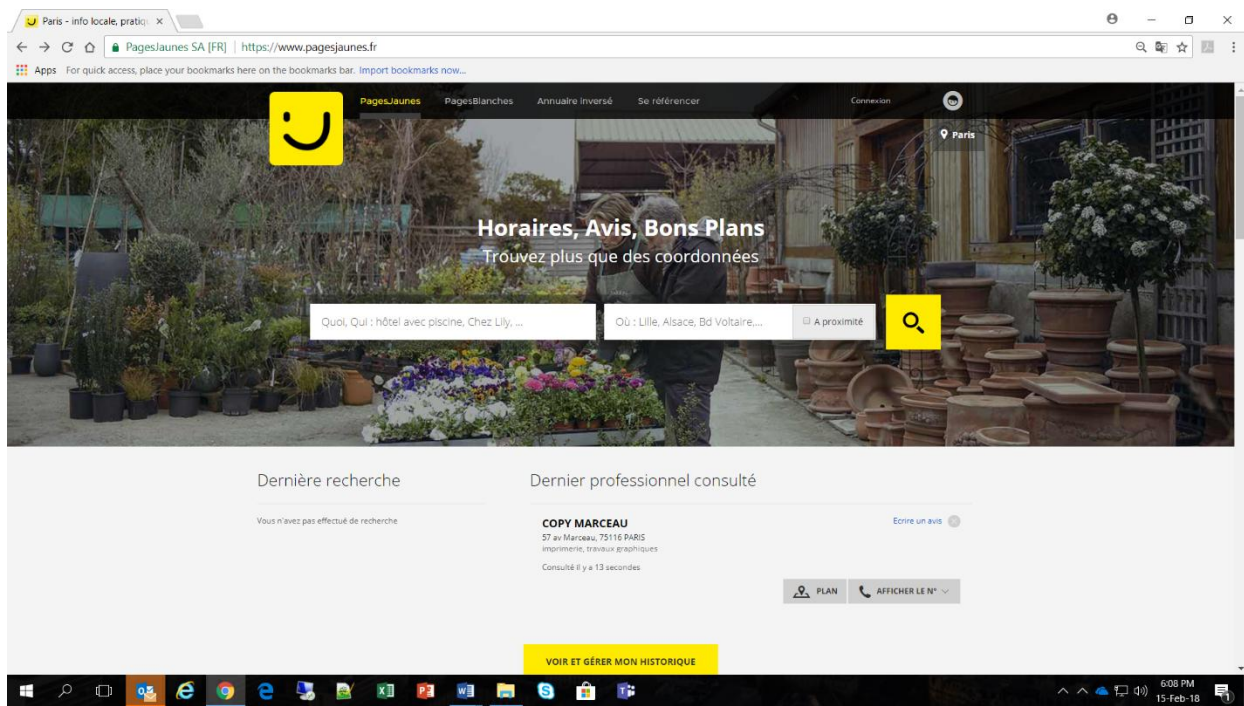 Paris - info locale, pratiqu
PagesJaunes SA [FR] | https://www.pagesjaunes.fr
Apps For quick access, place your bookmarks here on the bookmarks bar. Import bookmarks now...
PagesJaunes PagesBlanches Annuaire Inversé Se référencer Connexion
Paris
Horaires, Avis, Bons Plans
Trouvez plus que des coordonnées
Quoi, Qui : hôtel avec piscine, Chez Lily, ... Où : Lille, Alsace, Bd Voltaire,... A proximité
Dernière recherche Dernier professionnel consulté
Vous n'avez pas effectué de recherche
COPY MARCEAU Ecrire un avis
57 av Marceau, 75116 PARIS
imprimerie, travaux graphiques
Consulté il y a 13 secondes
PLAN AFFICHER LE N°
VOIR ET GÉRER MON HISTORIQUE
6:08 PM
15-Feb-18